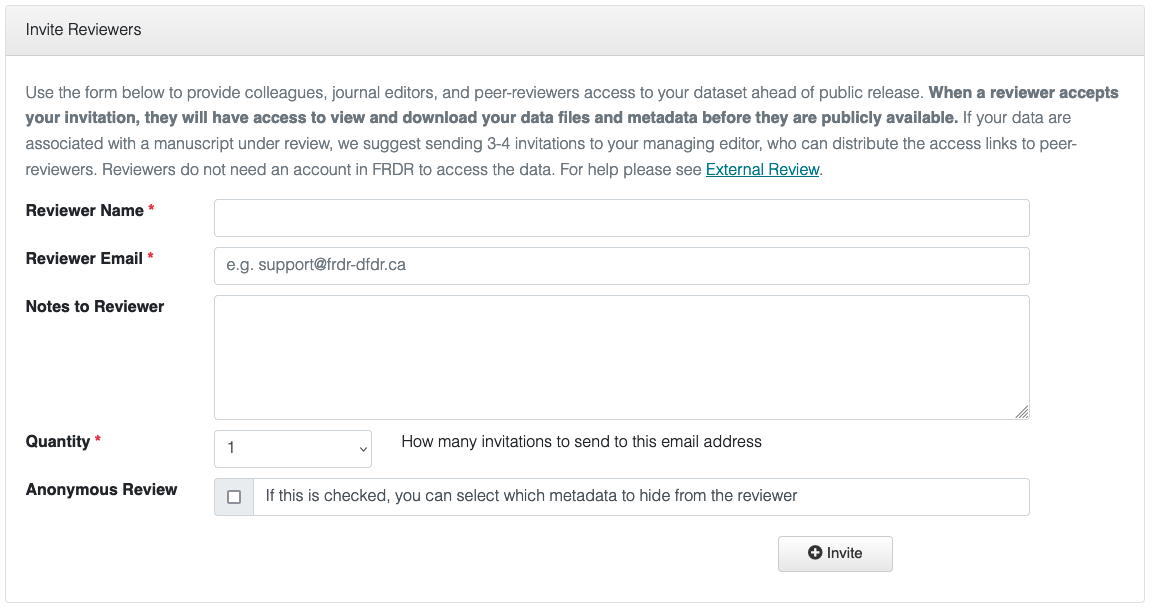 Invite Reviewers
Use the form below to provide colleagues, journal editors, and peer-reviewers access to your dataset ahead of public release. When a reviewer accepts
your invitation, they will have access to view and download your data files and metadata before they are publicly available. If your data are
associated with a manuscript under review, we suggest sending 3-4 invitations to your managing editor, who can distribute the access links to peer-
reviewers. Reviewers do not need an account in FRDR to access the data. For help please see External Review.
Reviewer Name *
Reviewer Email *
e.g. support@frdr-dfdr.ca
Notes to Reviewer
Quantity *
1
How many invitations to send to this email address
Anonymous Review
If this is checked, you can select which metadata to hide from the reviewer
Invite